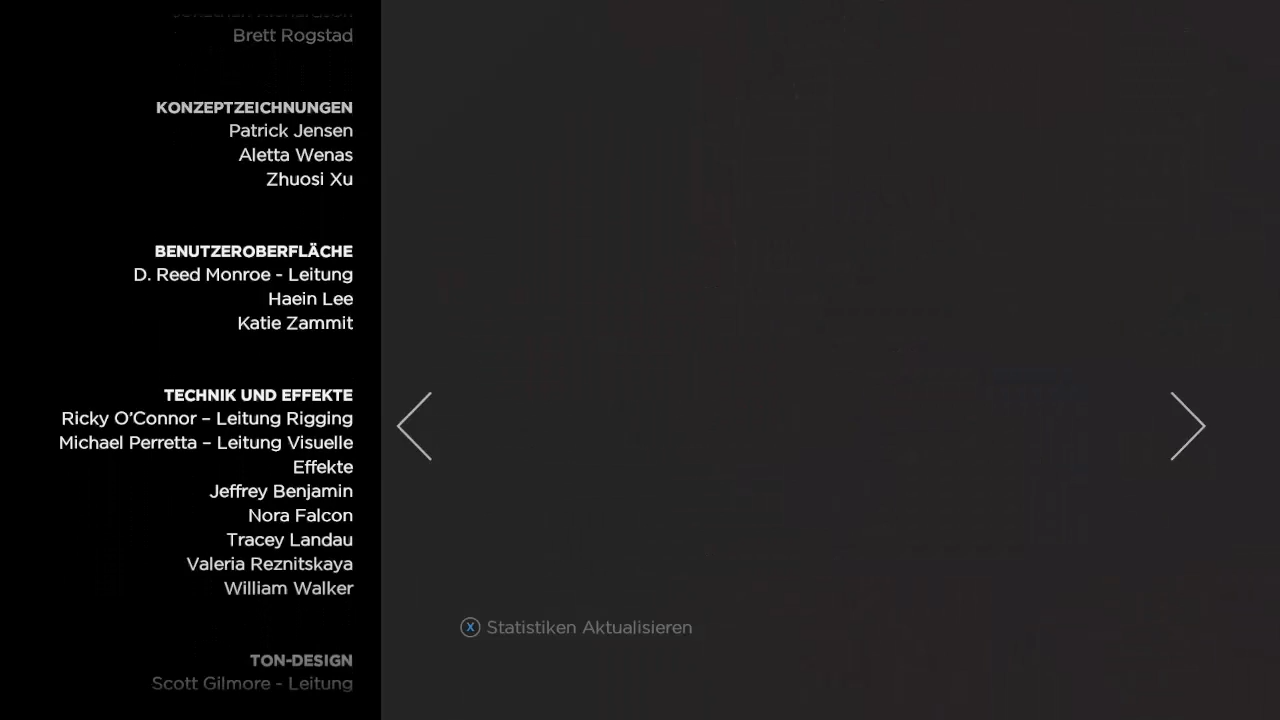 Brett Rogstad
KONZEPTZEICHNUNGEN
Patrick Jensen
Aletta Wenas
Zhuosi Xu
BENUTZEROBERFLÄCHE
D. Reed Monroe - Leitung
Haein Lee
Katie Zammit
TECHNIK UND EFFEKTE
Ricky O’Connor – Leitung Rigging
Michael Perretta – Leitung Visuelle
Effekte
Jeffrey Benjamin
Nora Falcon
Tracey Landau
Valeria Reznitskaya
William Walker
TON-DESIGN
Scott Gilmore - Leitung
X Statistiken Aktualisieren